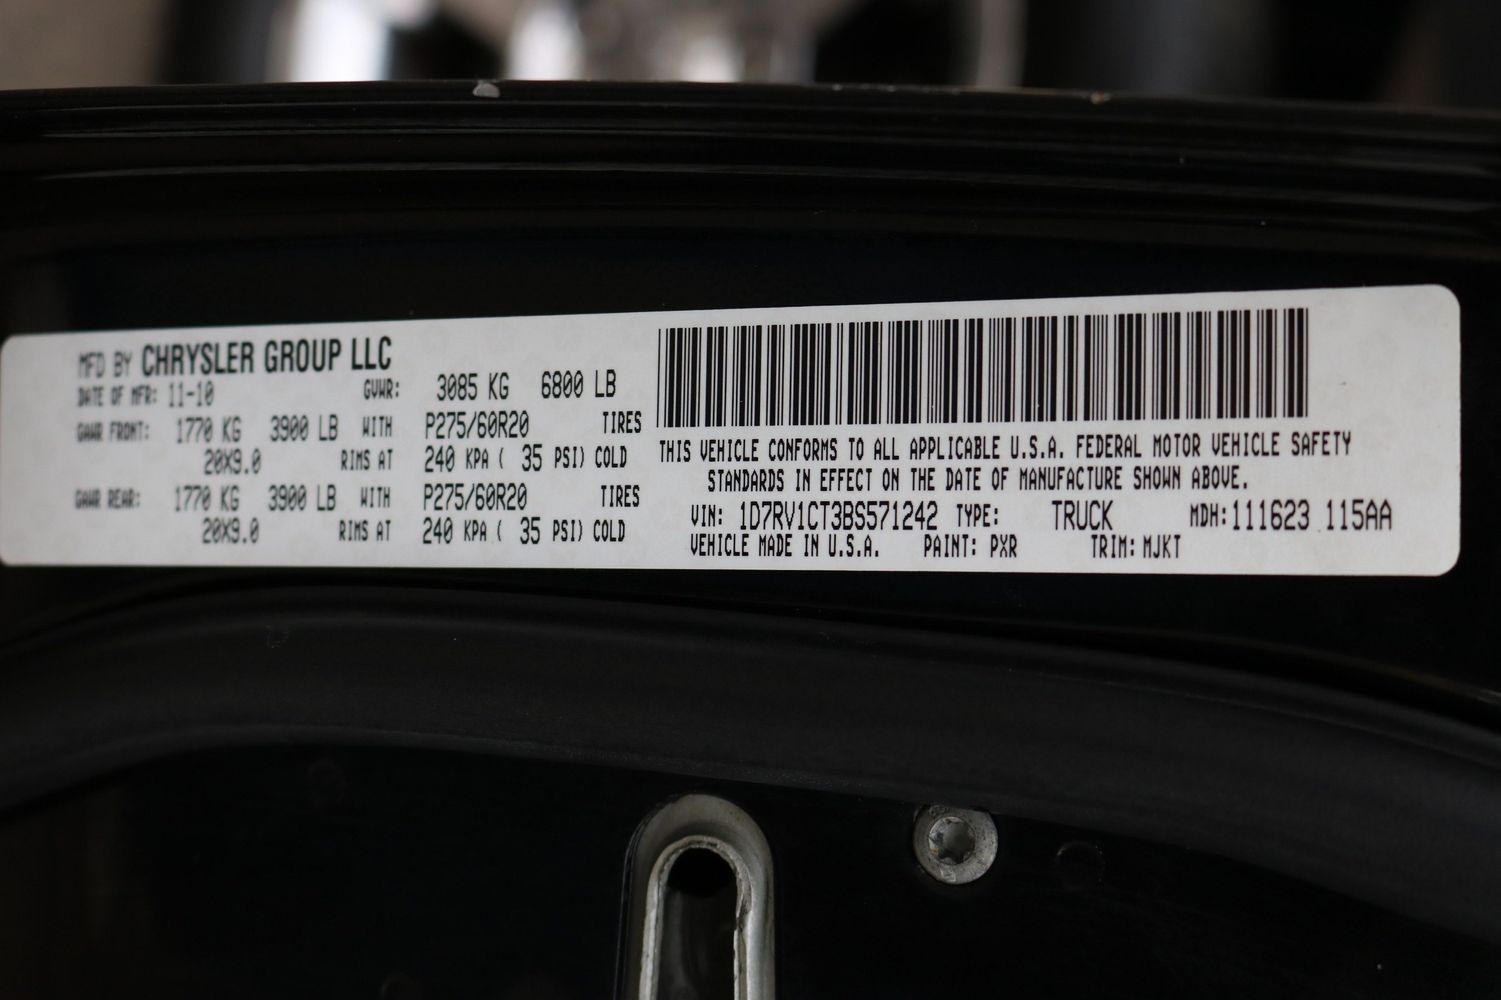 MFD BY CHRYSLER GROUP LLC
DATE OF MFR: 11-10 GVWR: 3085 KG 6800 LB
GAWR FRONT: 1770 KG 3900 LB WITH P275/60R20 TIRES
20X9.0 RIMS AT 240 KPA ( 35 PSI) COLD
GAWR REAR: 1770 KG 3900 LB WITH P275/60R20 TIRES
20X9.0 RIMS AT 240 KPA ( 35 PSI) COLD
THIS VEHICLE CONFORMS TO ALL APPLICABLE U.S.A. FEDERAL MOTOR VEHICLE SAFETY
STANDARDS IN EFFECT ON THE DATE OF MANUFACTURE SHOWN ABOVE.
VIN: 1D7RV1CT3BS571242 TYPE: TRUCK MDH:111623 115AA
VEHICLE MADE IN U.S.A. PAINT: PXR TRIM: MJKT